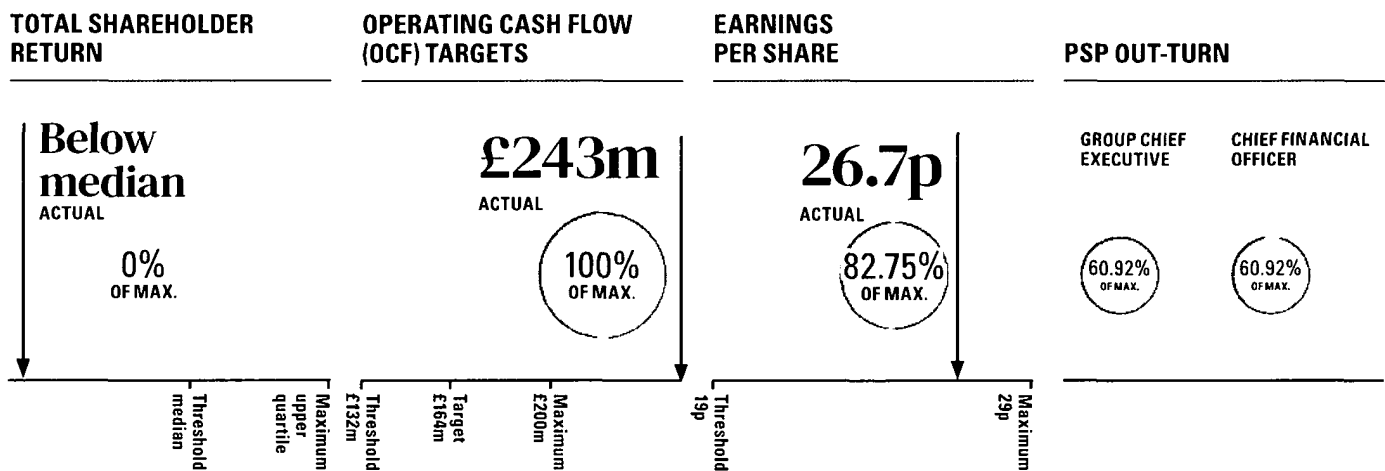 TOTAL SHAREHOLDER
RETURN
Below
median
ACTUAL
0%
OF MAX.
Threshold
median
Maximum
upper
quartile
OPERATING CASH FLOW
(OCF) TARGETS
£243m
ACTUAL
100%
OF MAX.
Threshold
£132m
Target
£164m
Maximum
£200m
EARNINGS
PER SHARE
26.7p
ACTUAL
82.75%
OF MAX.
Threshold
19p
Maximum
29p
PSP OUT-TURN
GROUP CHIEF
EXECUTIVE
60.92%
OF MAX.
CHIEF FINANCIAL
OFFICER
60.92%
OF MAX.